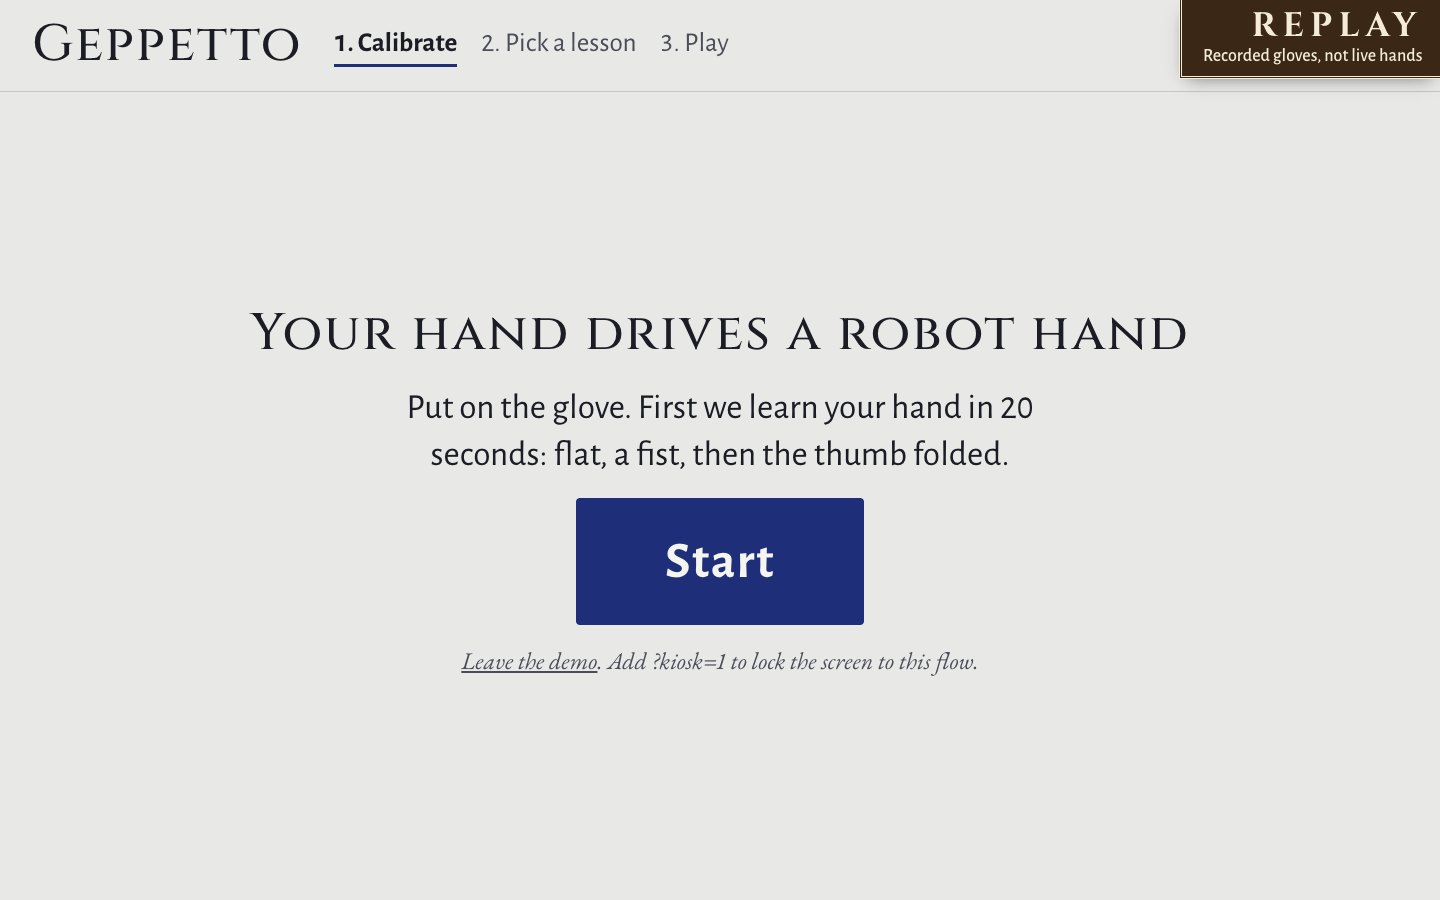 Geppetto
1. Calibrate 2. Pick a lesson 3. Play
REPLAY
Recorded gloves, not live hands
Your hand drives a robot hand
Put on the glove. First we learn your hand in 20
seconds: flat, a fist, then the thumb folded.
Start
Leave the demo. Add ?kiosk=1 to lock the screen to this flow.